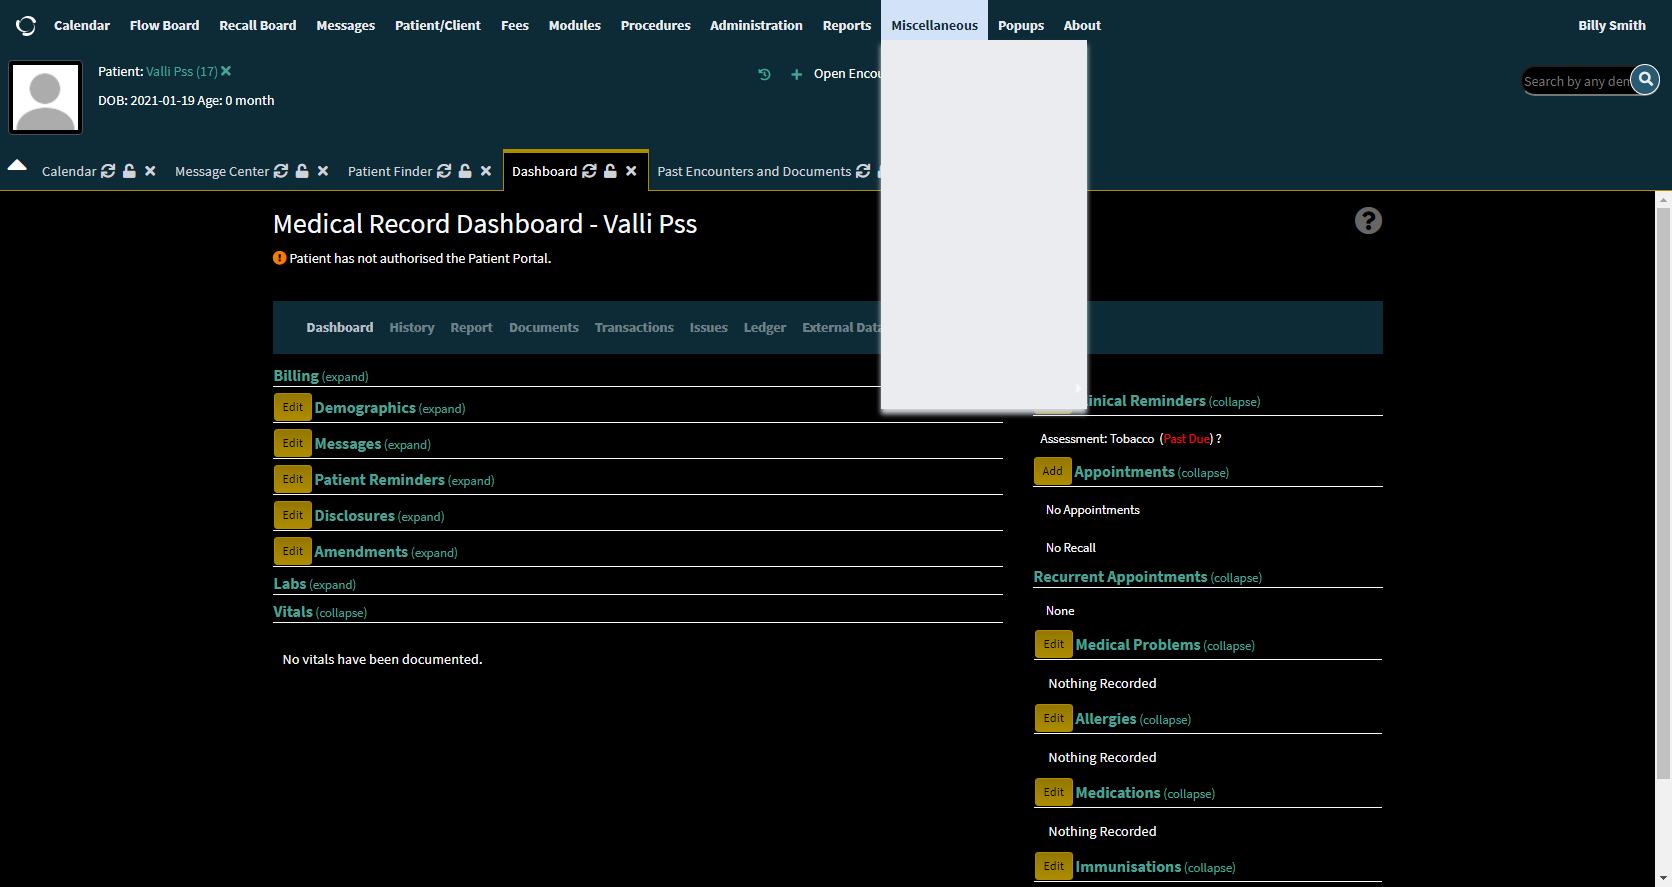 Calendar Flow Board Recall Board Messages Patient/Client Fees Modules Procedures Administration Reports Miscellaneous Popups About Billy Smith
Patient: Valli Pss (17)
Open Encou
Search by any den
DOB: 2021-01-19 Age: 0 month
Calendar Message Center Patient Finder Dashboard Past Encounters and Documents
Medical Record Dashboard - Valli Pss
Patient has not authorised the Patient Portal.
Dashboard History Report Documents Transactions Issues Ledger External Data
Billing (expand)
Edit Demographics (expand)
Edit Messages (expand)
Edit Patient Reminders (expand)
Edit Disclosures (expand)
Edit Amendments (expand)
Labs (expand)
Vitals (collapse)
No vitals have been documented.
inical Reminders (collapse)
Assessment: Tobacco (Past Due) ?
Add Appointments (collapse)
No Appointments
No Recall
Recurrent Appointments (collapse)
None
Edit Medical Problems (collapse)
Nothing Recorded
Edit Allergies (collapse)
Nothing Recorded
Edit Medications (collapse)
Nothing Recorded
Edit Immunisations (collapse)